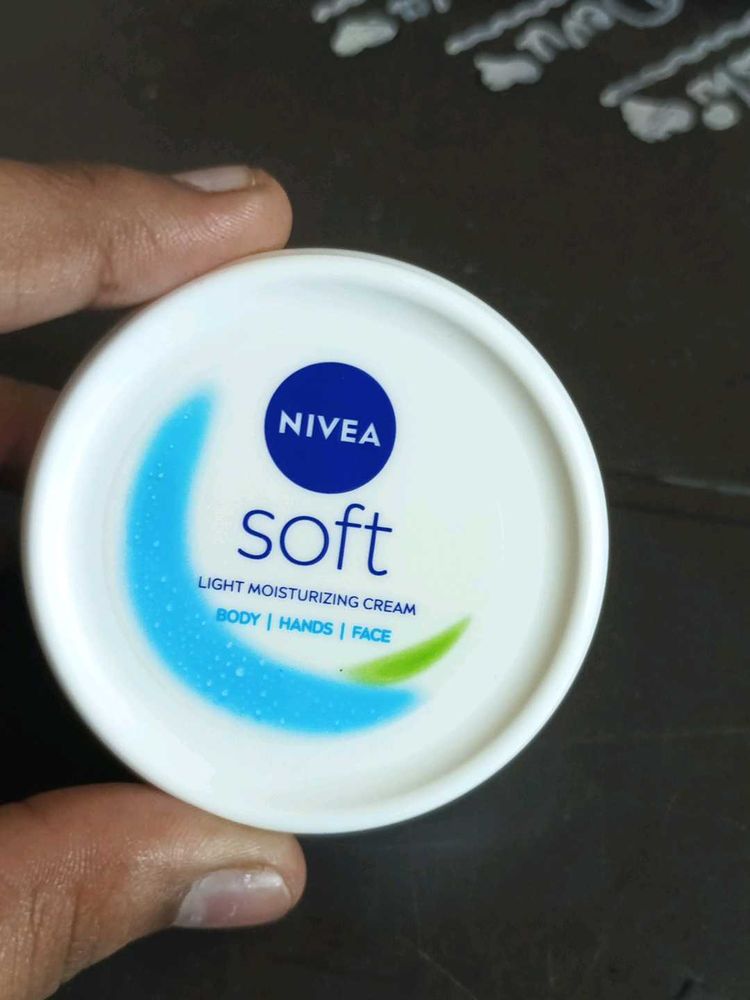 NIVEA
soft
LIGHT MOISTURIZING CREAM
BODY | HANDS | FACE